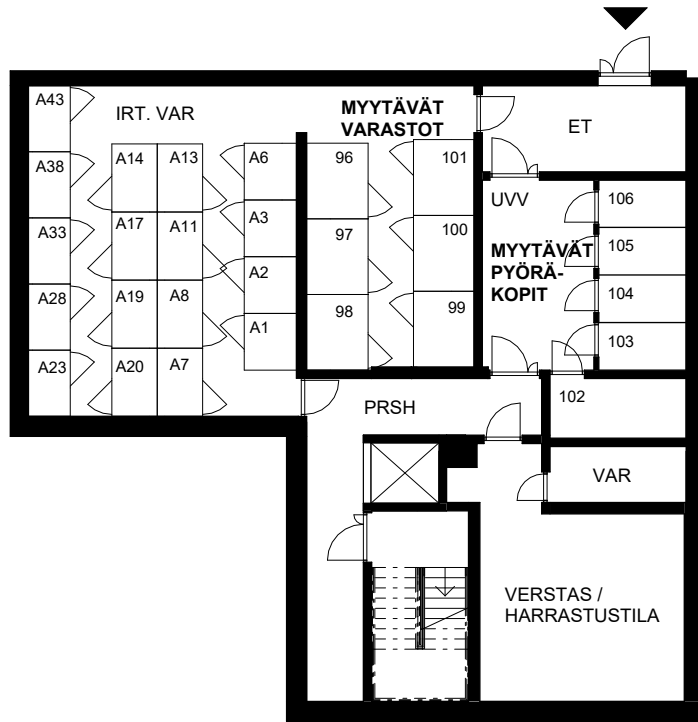 A43
IRT. VAR
MYYTÄVÄT
VARASTOT
ET
A38
A14
A13
A6
96
101
A33
A17
A11
A3
97
100
A28
A19
A8
A2
98
99
A23
A20
A7
A1
UVV
MYYTÄVÄT
PYÖRÄ-
KOPIT
106
105
104
103
102
PRSH
VAR
VERSTAS /
HARRASTUSTILA